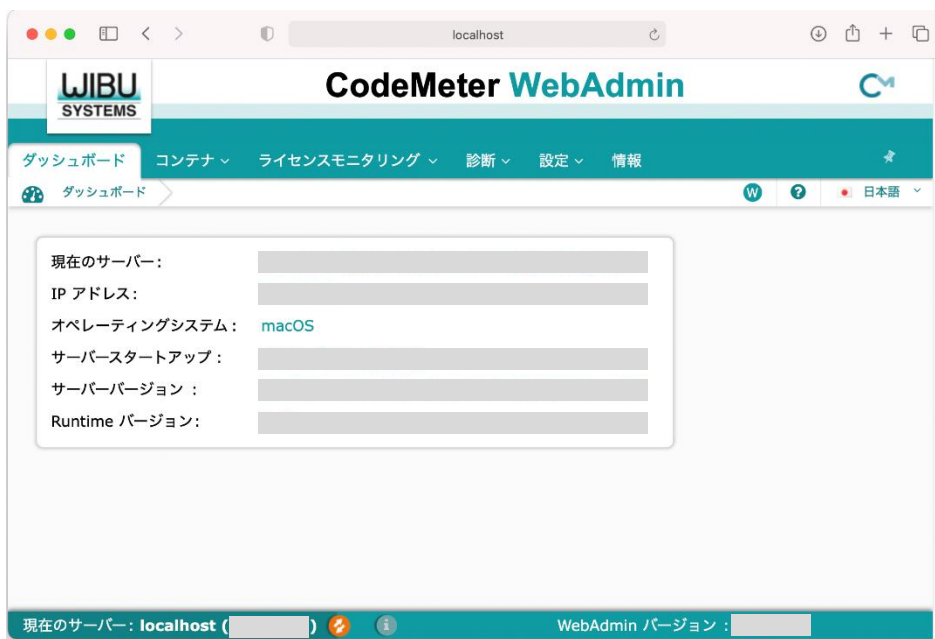 localhost
WIBU
SYSTEMS
CodeMeter WebAdmin
CM
ダッシュボード コンテナ ライセンスモニタリング 診断 設定 情報
ダッシュボード W ? 日本語
現在のサーバー:
IP アドレス:
オペレーティングシステム: macOS
サーバースタートアップ:
サーバーバージョン :
Runtime バージョン:
現在のサーバー: localhost ( ) i WebAdmin バージョン :